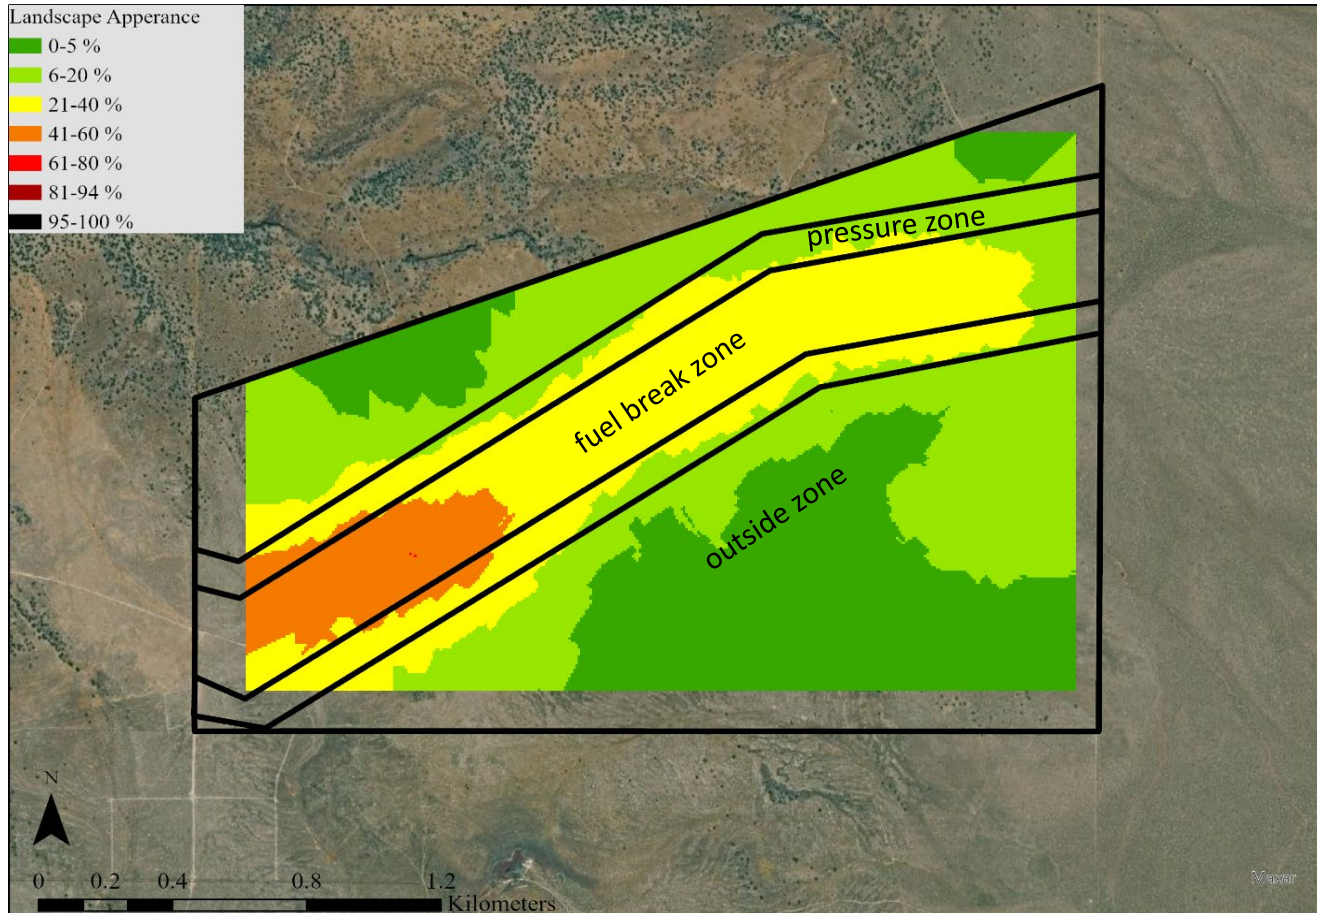 Landscape Apperance
0-5 %
6-20 %
21-40 %
41-60 %
61-80 %
81-94 %
95-100 %
pressure zone
fuel break zone
outside zone
N
0 0.2 0.4 0.8 1.2
Kilometers
Maxar